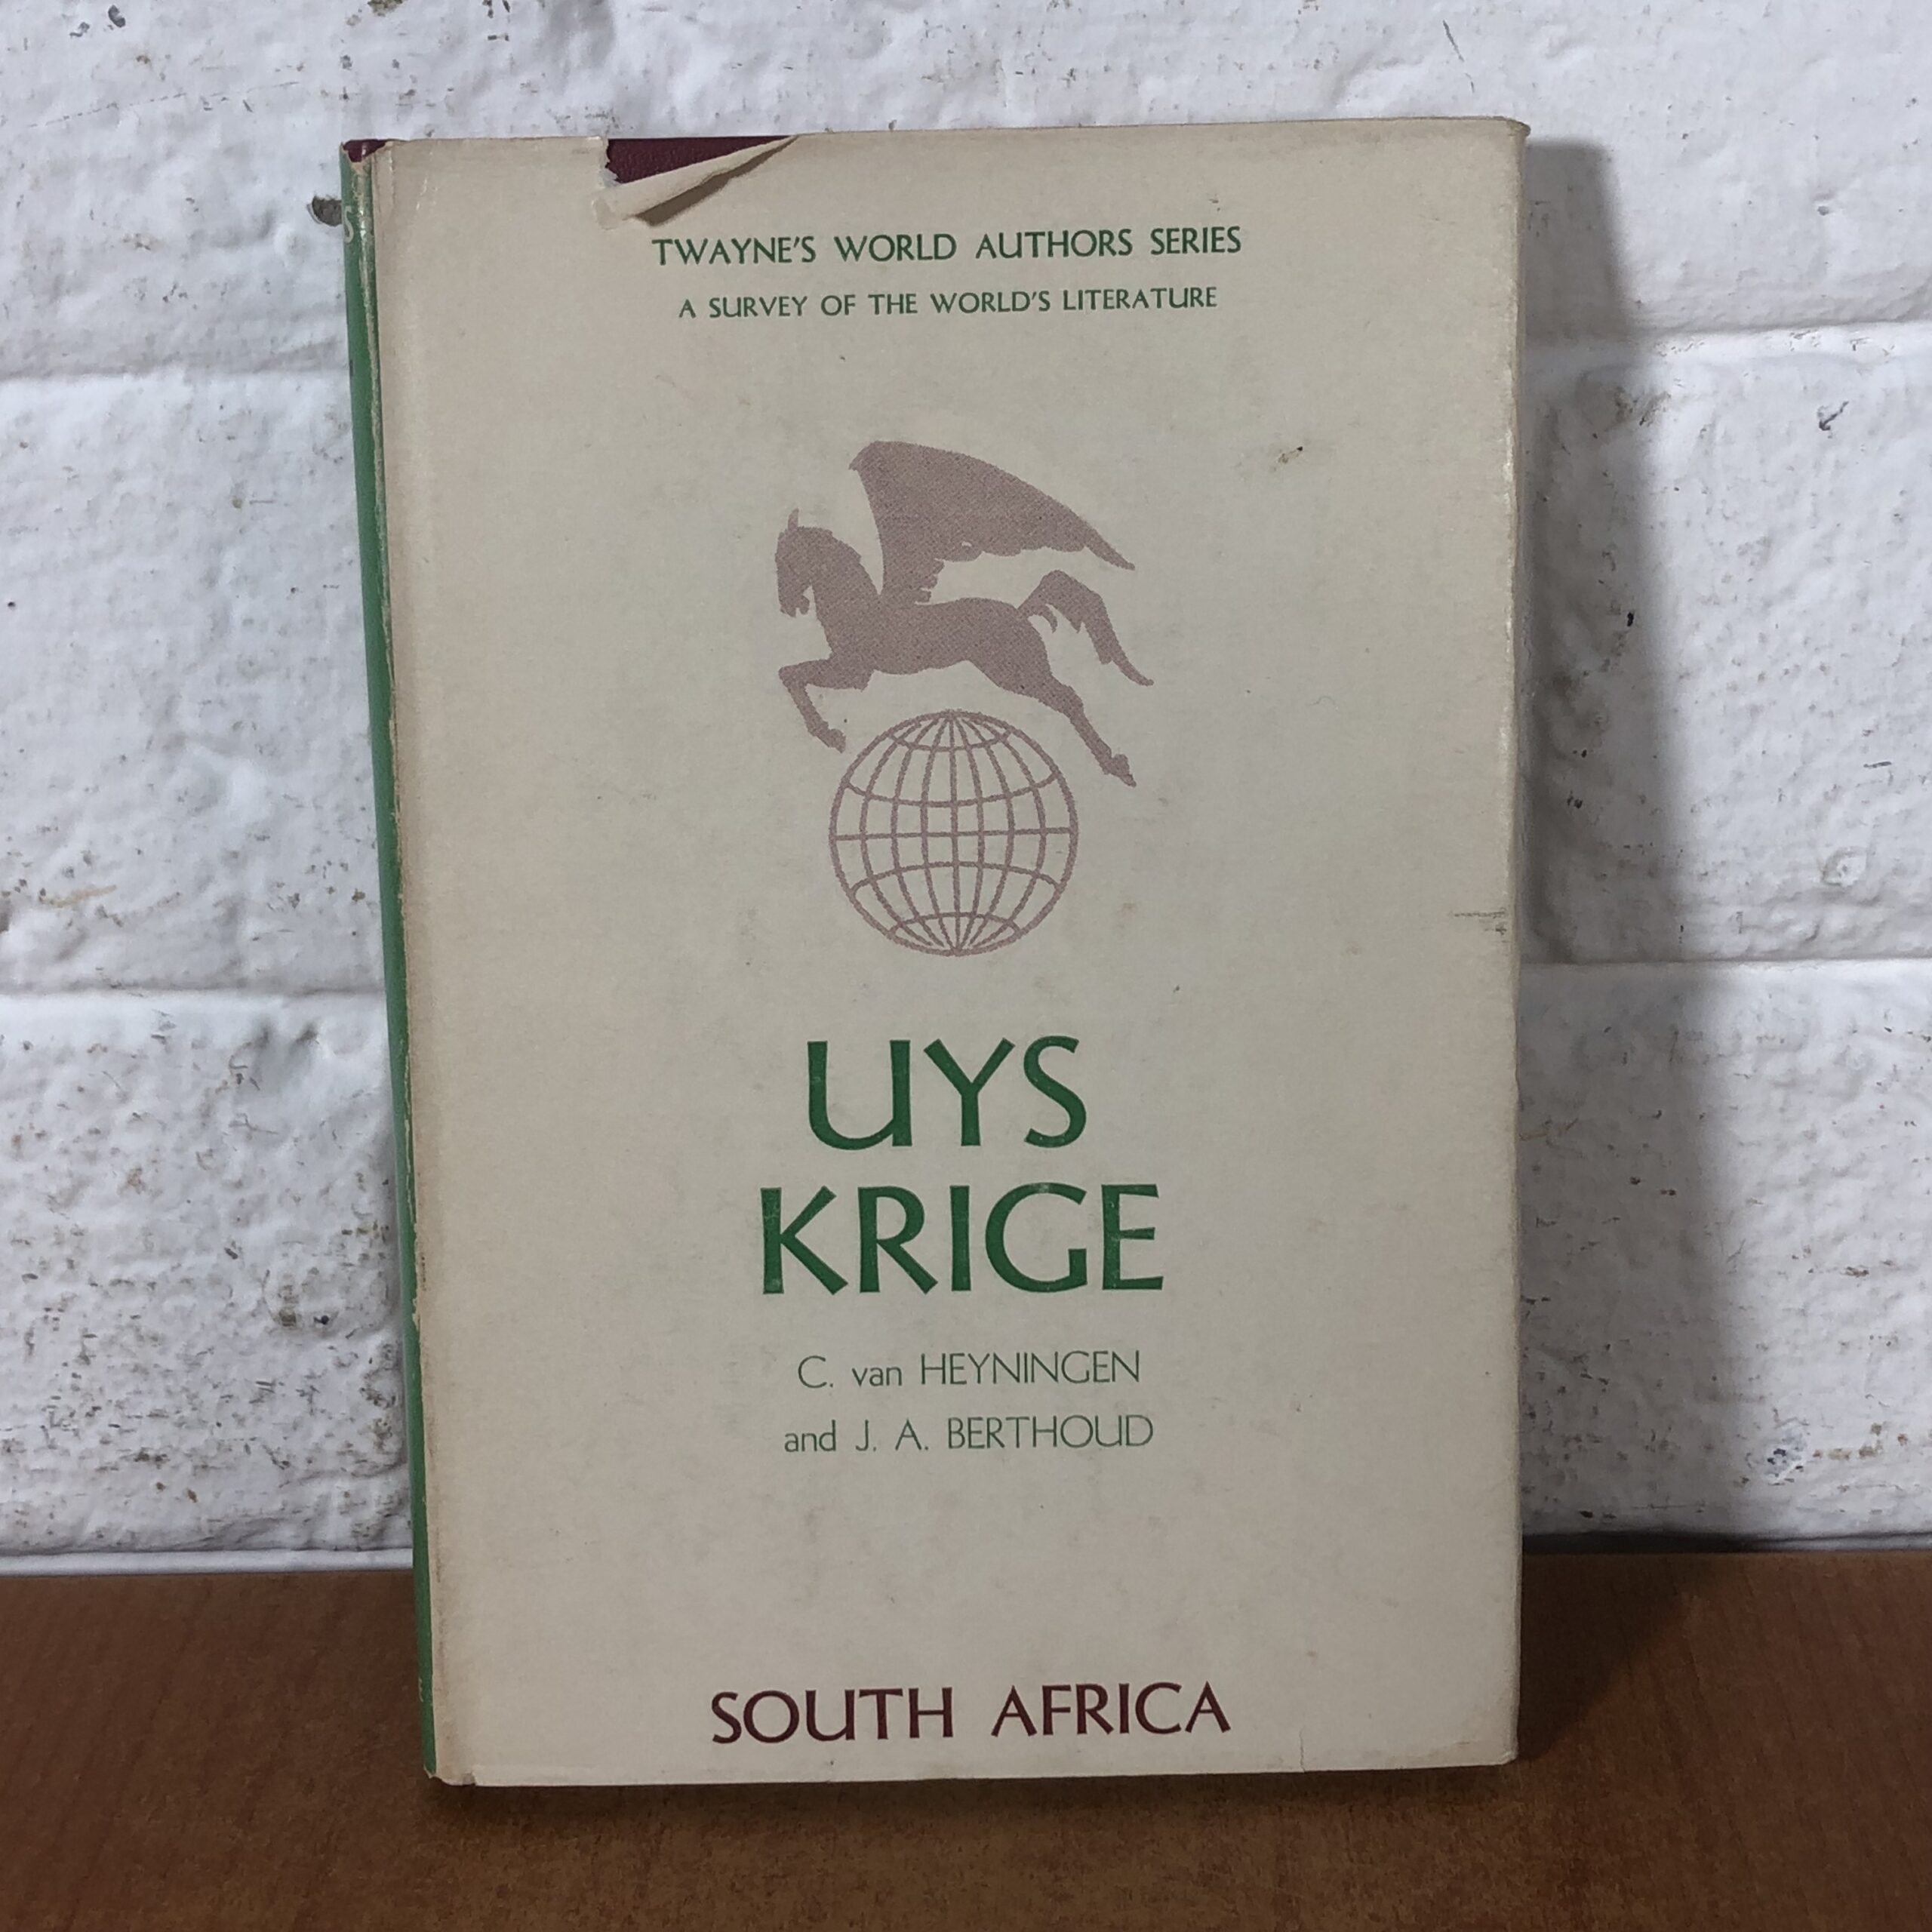 TWAYNE'S WORLD AUTHORS SERIES
A SURVEY OF THE WORLD'S LITERATURE
UYS
KRIGE
C. van HEYNINGEN
and J. A. BERTHOUD
SOUTH AFRICA